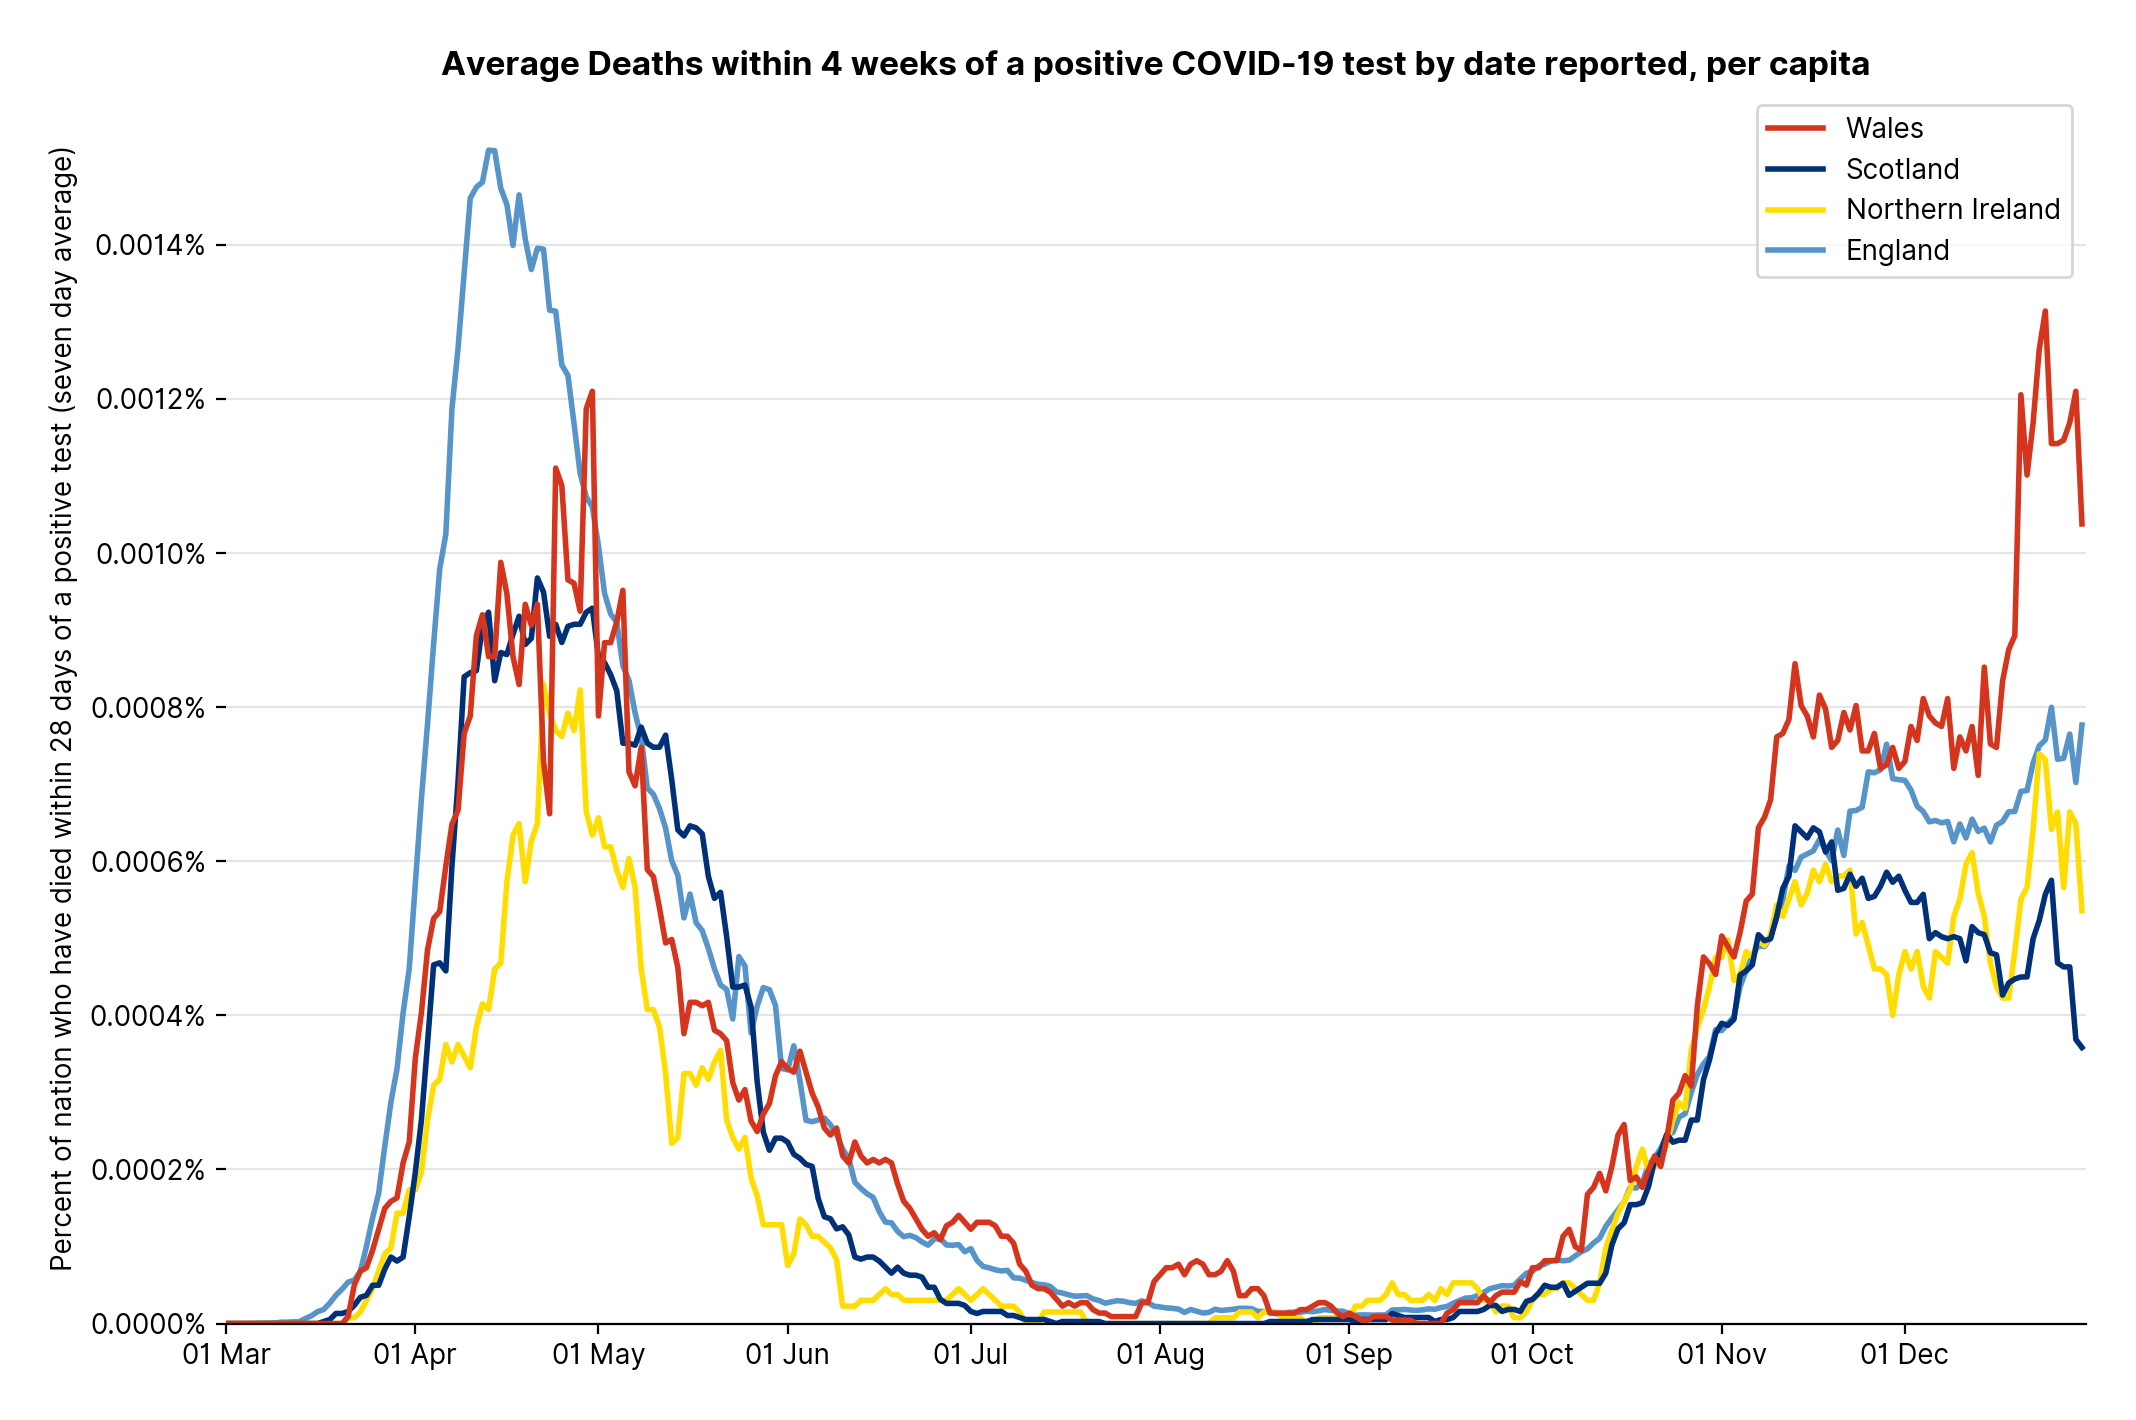 Average Deaths within 4 weeks of a positive COVID-19 test by date reported, per capita
Wales
Scotland
Northern Ireland
England
Percent of nation who have died within 28 days of a positive test (seven day average)
0.0014%
0.0012%
0.0010%
0.0008%
0.0006%
0.0004%
0.0002%
0.0000%
01 Mar
01 Apr
01 May
01 Jun
01 Jul
01 Aug
01 Sep
01 Oct
01 Nov
01 Dec